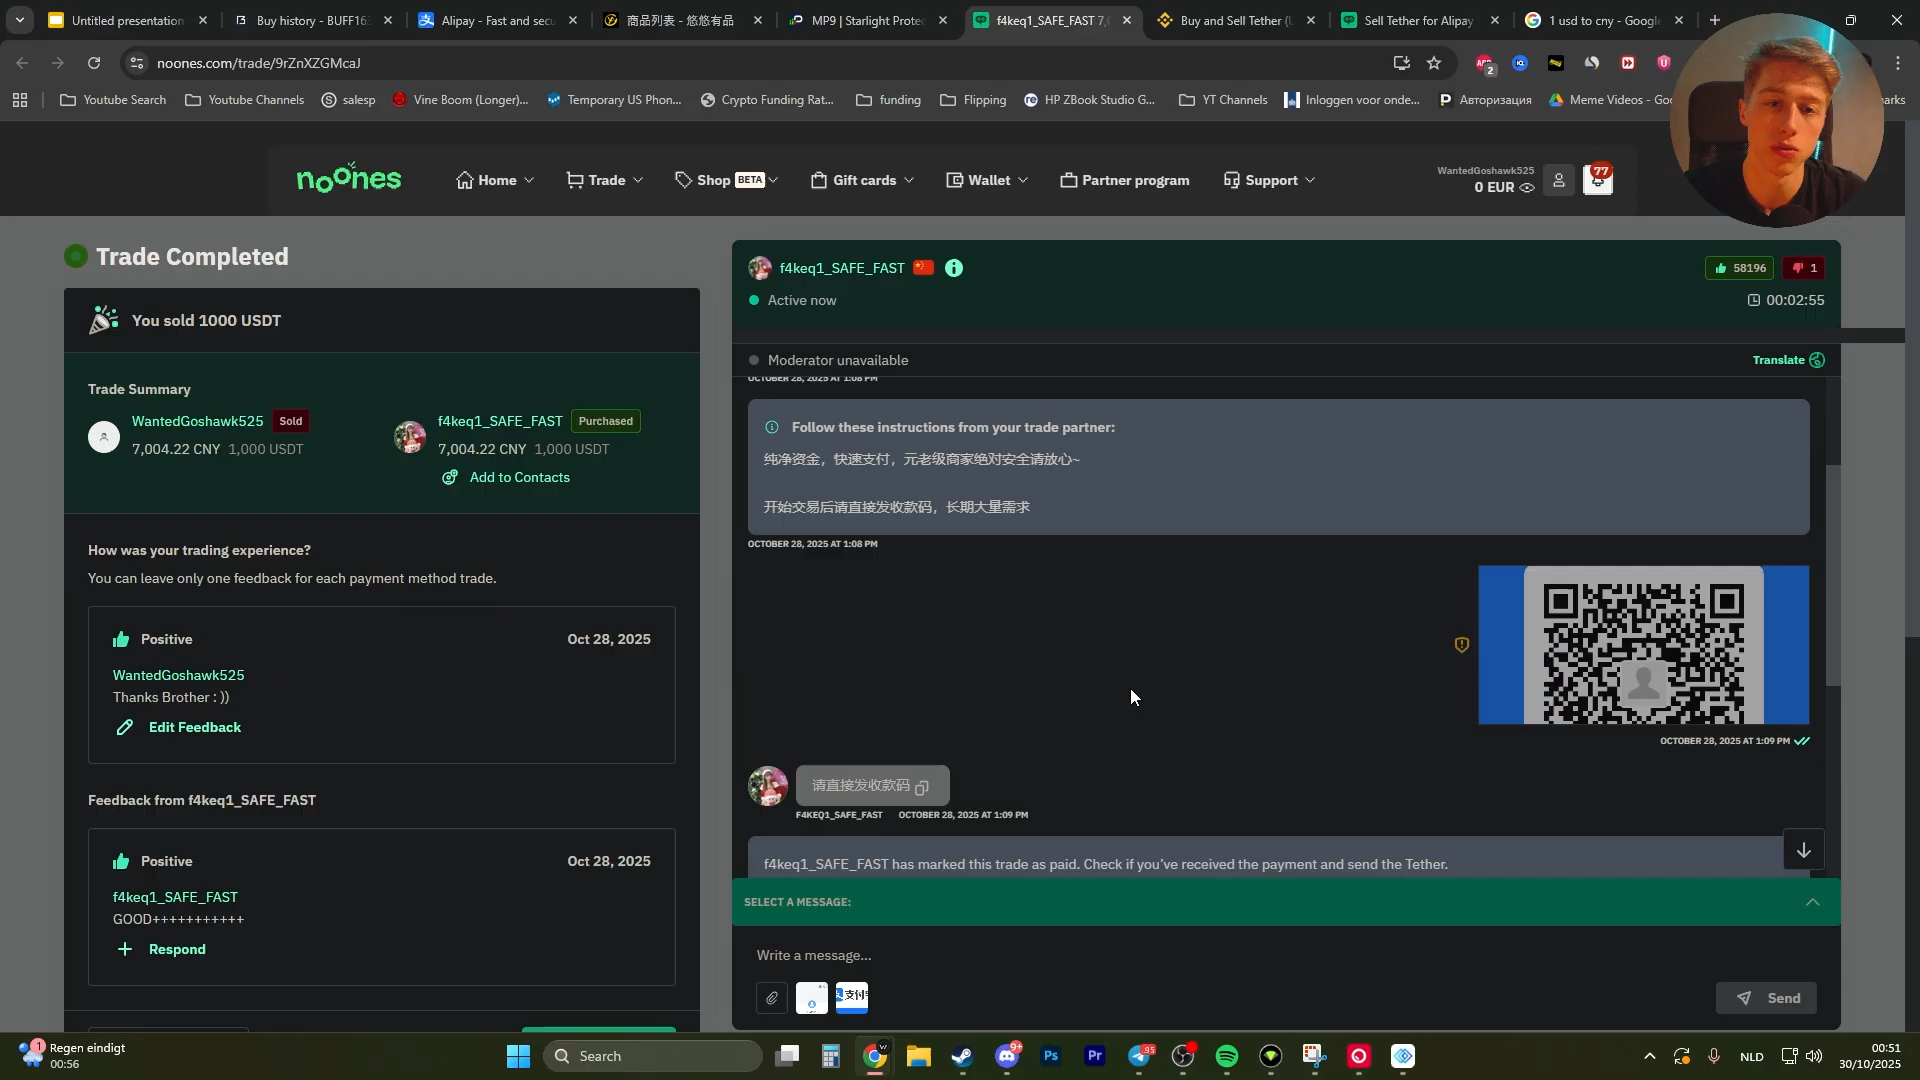 Untitled presentation
Buy history - BUFF163
Alipay - Fast and secu
商品列表 - 悠悠有品
MP9 | Starlight Protec
f4keq1_SAFE_FAST 7,
Buy and Sell Tether (U
Sell Tether for Alipay
1 usd to cny - Google
noones.com/trade/9rZnXZGMcaJ
2
Youtube Search
Youtube Channels
salesp
Vine Boom (Longer)...
Temporary US Phon...
Crypto Funding Rat...
funding
Flipping
HP ZBook Studio G...
YT Channels
Inloggen voor onde...
Авторизация
Meme Videos - Goo
arks
noones
Home
Trade
Shop BETA
Gift cards
Wallet
Partner program
Support
WantedGoshawk525
0 EUR
77
Trade Completed
You sold 1000 USDT
Trade Summary
WantedGoshawk525 Sold
7,004.22 CNY 1,000 USDT
f4keq1_SAFE_FAST Purchased
7,004.22 CNY 1,000 USDT
Add to Contacts
How was your trading experience?
You can leave only one feedback for each payment method trade.
Positive Oct 28, 2025
WantedGoshawk525
Thanks Brother : ))
Edit Feedback
Feedback from f4keq1_SAFE_FAST
Positive Oct 28, 2025
f4keq1_SAFE_FAST
GOOD+++++++++++
Respond
f4keq1_SAFE_FAST
58196 1
Active now 00:02:55
Moderator unavailable Translate
OCTOBER 28, 2025 AT 1:08 PM
Follow these instructions from your trade partner:
纯净资金，快速支付，元老级商家绝对安全请放心~
开始交易后请直接发收款码，长期大量需求
OCTOBER 28, 2025 AT 1:08 PM
OCTOBER 28, 2025 AT 1:09 PM
请直接发收款码
F4KEQ1_SAFE_FAST OCTOBER 28, 2025 AT 1:09 PM
f4keq1_SAFE_FAST has marked this trade as paid. Check if you've received the payment and send the Tether.
SELECT A MESSAGE:
Write a message...
Send
Regen eindigt
00:56
Search
9+
95
NLD
00:51
30/10/2025